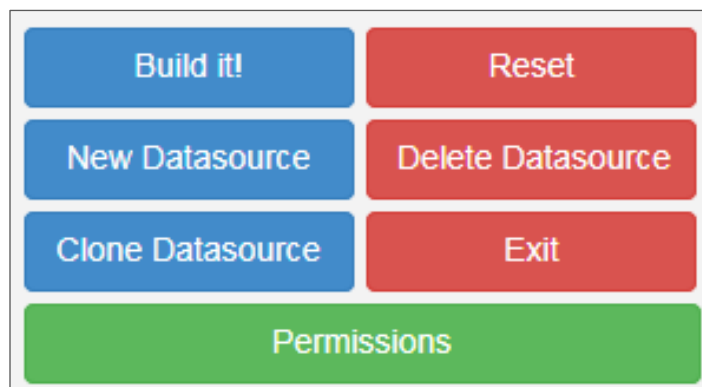 Build it!
Reset
New Datasource
Delete Datasource
Clone Datasource
Exit
Permissions